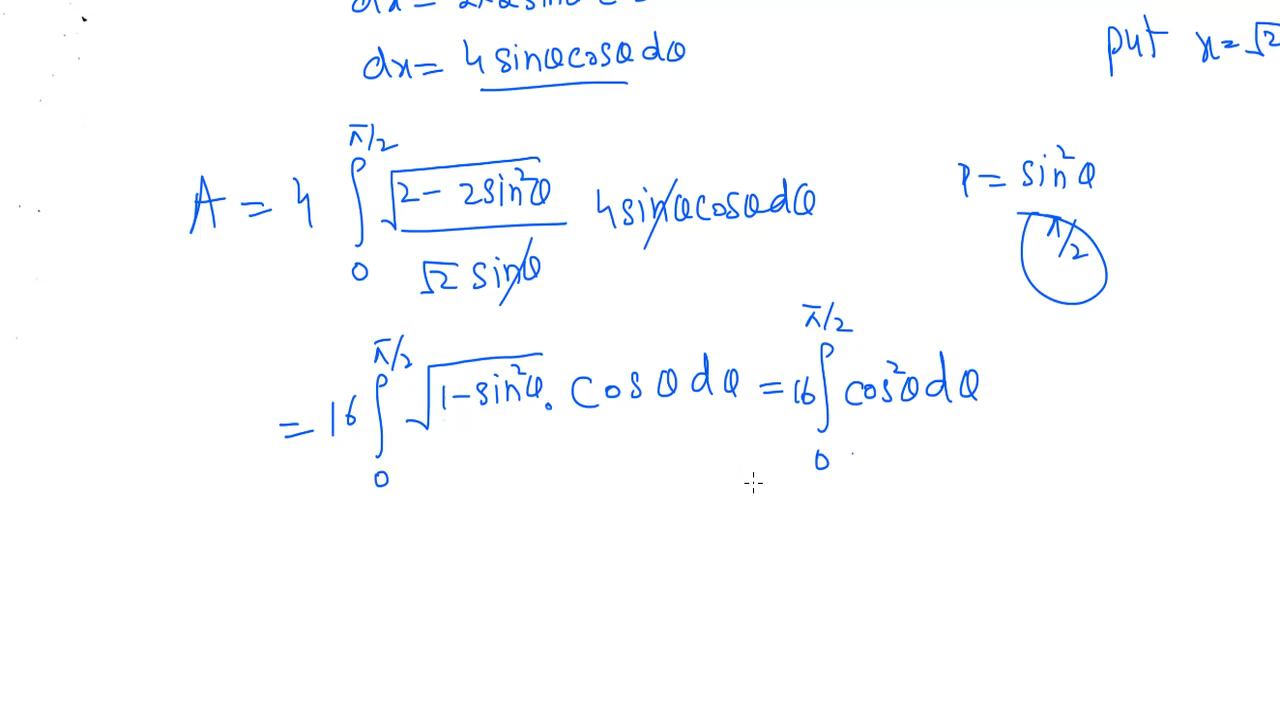 dx = 4 sinθ cosθ dθ
put x = √2
A = 4 ∫₀^{π/2} √(2 − 2sin²θ) / (√2 sinθ) 4 sinθ cosθ dθ
1 = sin²θ
π/2
= 16 ∫₀^{π/2} √(1 − sin²θ) . cosθ dθ = 16 ∫₀^{π/2} cos²θ dθ